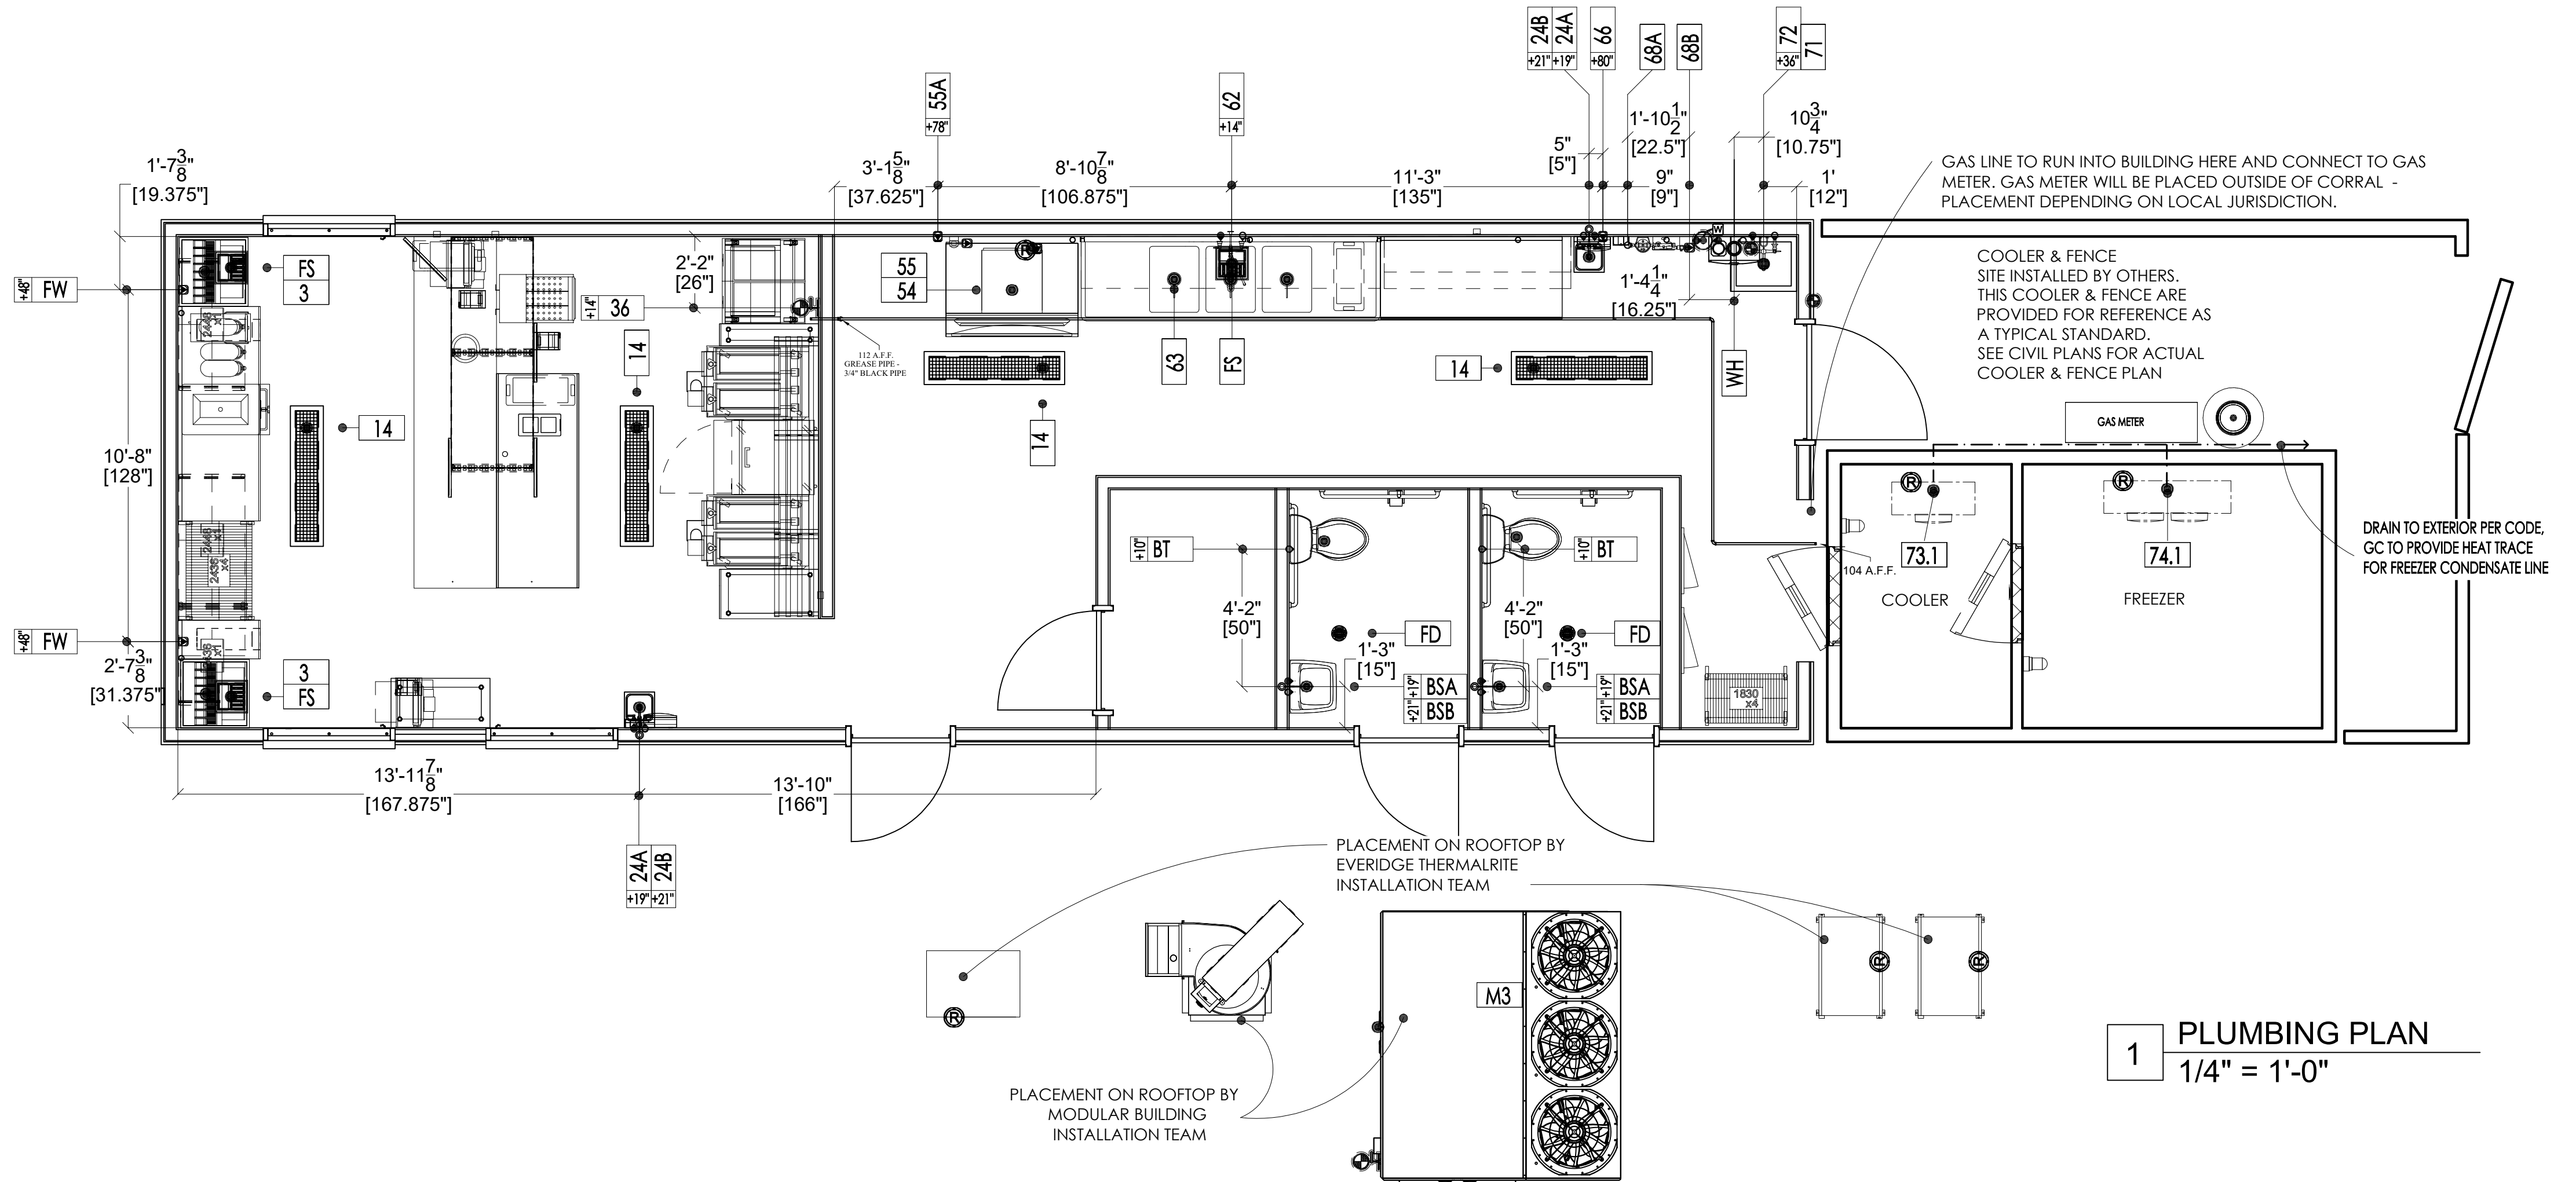 24B
+21"
24A
+19"
66
+80"
68A
68B
72
+36"
71
55A
+78"
62
+14"
1'-7 3/8"
[19.375"]
3'-1 5/8"
[37.625"]
8'-10 7/8"
[106.875"]
11'-3"
[135"]
5"
[5"]
1'-10 1/2"
[22.5"]
9"
[9"]
10 3/4"
[10.75"]
1'
[12"]
GAS LINE TO RUN INTO BUILDING HERE AND CONNECT TO GAS
METER. GAS METER WILL BE PLACED OUTSIDE OF CORRAL -
PLACEMENT DEPENDING ON LOCAL JURISDICTION.
COOLER & FENCE
SITE INSTALLED BY OTHERS.
THIS COOLER & FENCE ARE
PROVIDED FOR REFERENCE AS
A TYPICAL STANDARD.
SEE CIVIL PLANS FOR ACTUAL
COOLER & FENCE PLAN
+48" FW
FS
3
2'-2"
[26"]
+14" 36
14
55
54
R
W
1'-4 1/4"
[16.25"]
112 A.F.F.
GREASE PIPE -
3/4" BLACK PIPE
63
FS
14
WH
14
14
2448
x1
GAS METER
10'-8"
[128"]
2448
x1
2436
x4
2436
x1
R
R
73.1
74.1
104 A.F.F.
COOLER
FREEZER
DRAIN TO EXTERIOR PER CODE,
GC TO PROVIDE HEAT TRACE
FOR FREEZER CONDENSATE LINE
+10" BT
+10" BT
4'-2"
[50"]
4'-2"
[50"]
FD
FD
1'-3"
[15"]
1'-3"
[15"]
+19" BSA
+21" BSB
+19" BSA
+21" BSB
1830
x4
+48" FW
2'-7 3/8"
[31.375"]
3
FS
13'-11 7/8"
[167.875"]
13'-10"
[166"]
24A
+19"
24B
+21"
PLACEMENT ON ROOFTOP BY
EVERIDGE THERMALRITE
INSTALLATION TEAM
R
M3
R
R
PLACEMENT ON ROOFTOP BY
MODULAR BUILDING
INSTALLATION TEAM
1 PLUMBING PLAN
1/4" = 1'-0"